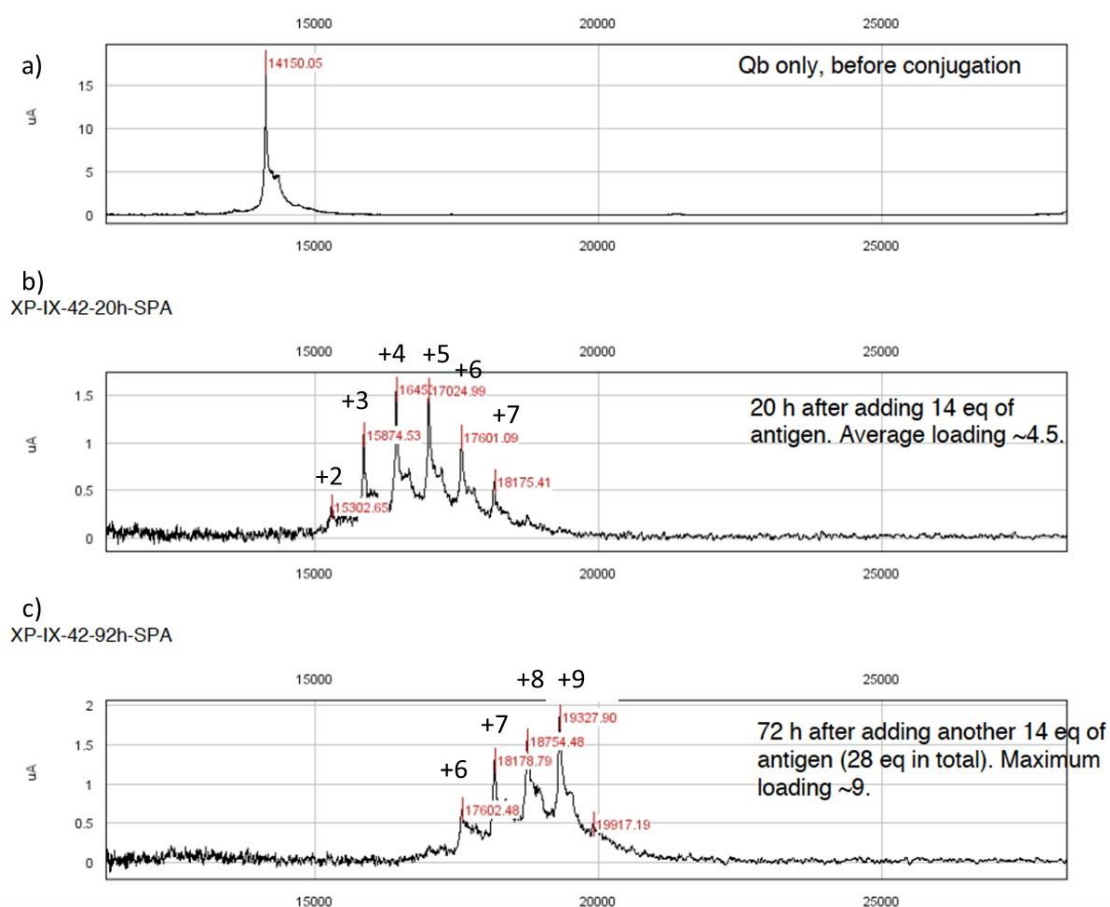 15000 20000 25000
a)
14150.05
Qb only, before conjugation
15
10
uA
5
0
15000 20000 25000
b)
XP-IX-42-20h-SPA
15000 20000 25000
+4 +5
+6
+3
+7
+2
1.5
1645 17024.99
15874.53
17601.09
18175.41
15302.65
20 h after adding 14 eq of
antigen. Average loading ~4.5.
1
uA
0.5
0
15000 20000 25000
c)
XP-IX-42-92h-SPA
15000 25000
+8 +9
+7
+6
2
19327.90
18754.48
18178.79
17602.48
19917.19
72 h after adding another 14 eq of
antigen (28 eq in total). Maximum
loading ~9.
1.5
1
uA
0.5
0
15000 20000 25000